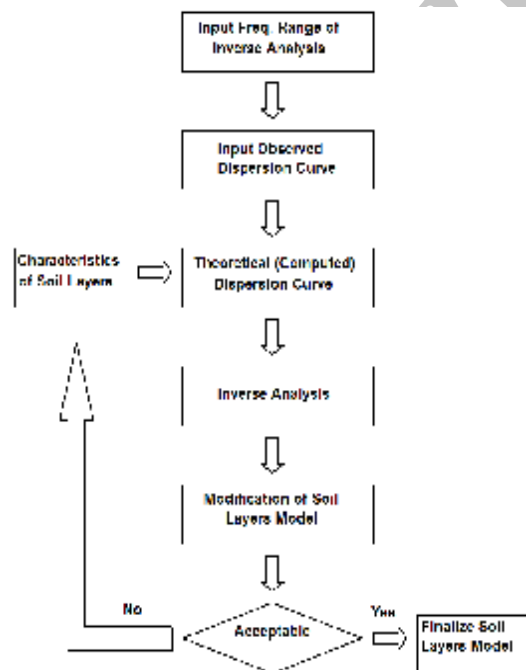 Input Freq. Range of
Inverse Analysis
Input Observed
Dispersion Curve
Characteristics
of Soil Layers
Theoretical (Computed)
Dispersion Curve
Inverse Analysis
Modification of Soil
Layers Model
No
Acceptable
Yes
Finalize Soil
Layers Model